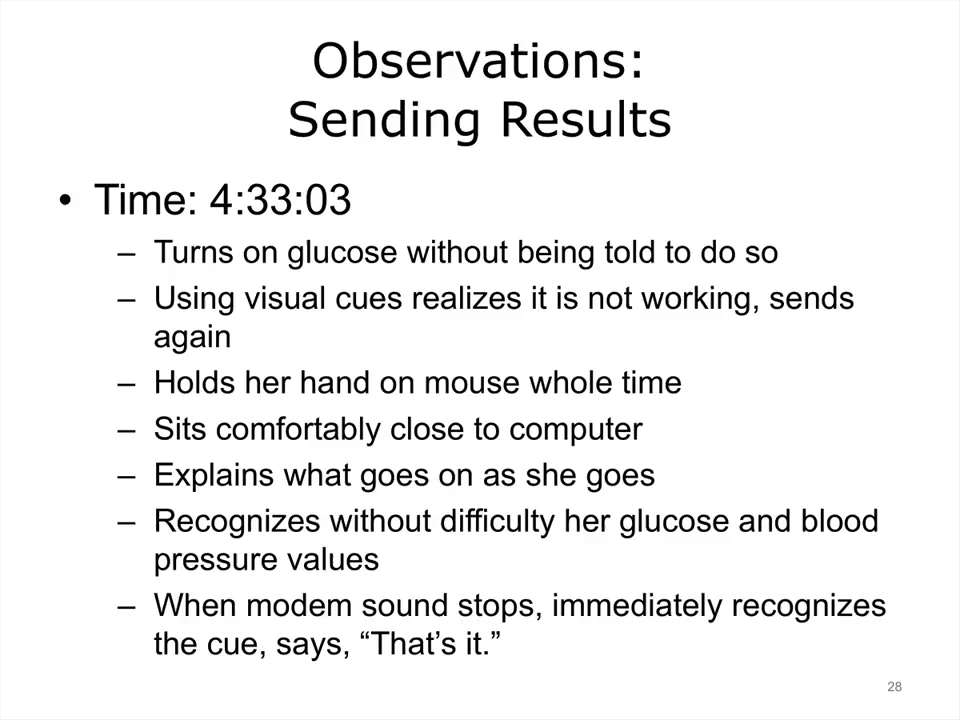 Observations:
Sending Results
• Time: 4:33:03
– Turns on glucose without being told to do so
– Using visual cues realizes it is not working, sends
again
– Holds her hand on mouse whole time
– Sits comfortably close to computer
– Explains what goes on as she goes
– Recognizes without difficulty her glucose and blood
pressure values
– When modem sound stops, immediately recognizes
the cue, says, “That’s it.”
28